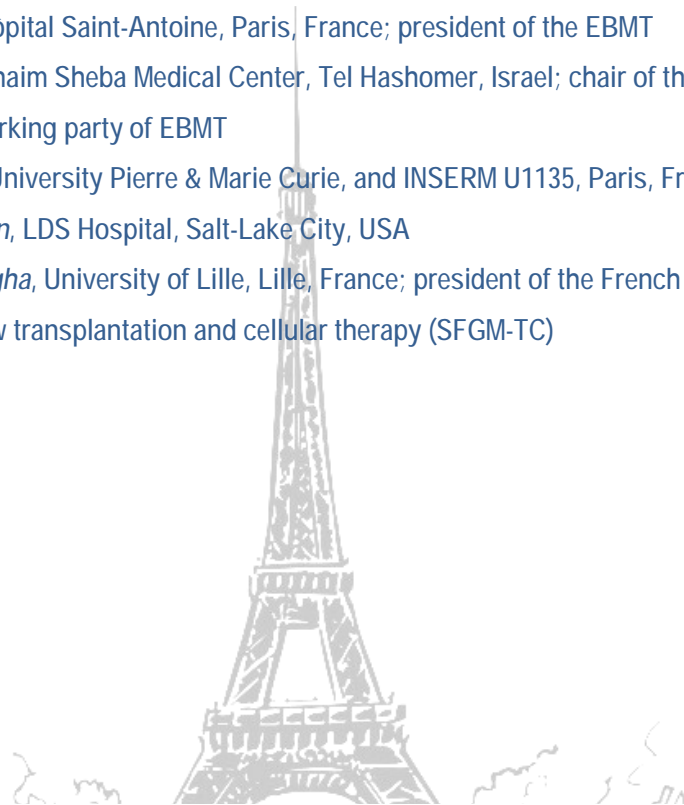 pital Saint-Antoine, Paris, France; president of the EBMT
aim Sheba Medical Center, Tel Hashomer, Israel; chair of th
rking party of EBMT
University Pierre & Marie Curie, and INSERM U1135, Paris, Fr
n, LDS Hospital, Salt-Lake City, USA
gha, University of Lille, Lille, France; president of the French
w transplantation and cellular therapy (SFGM-TC)